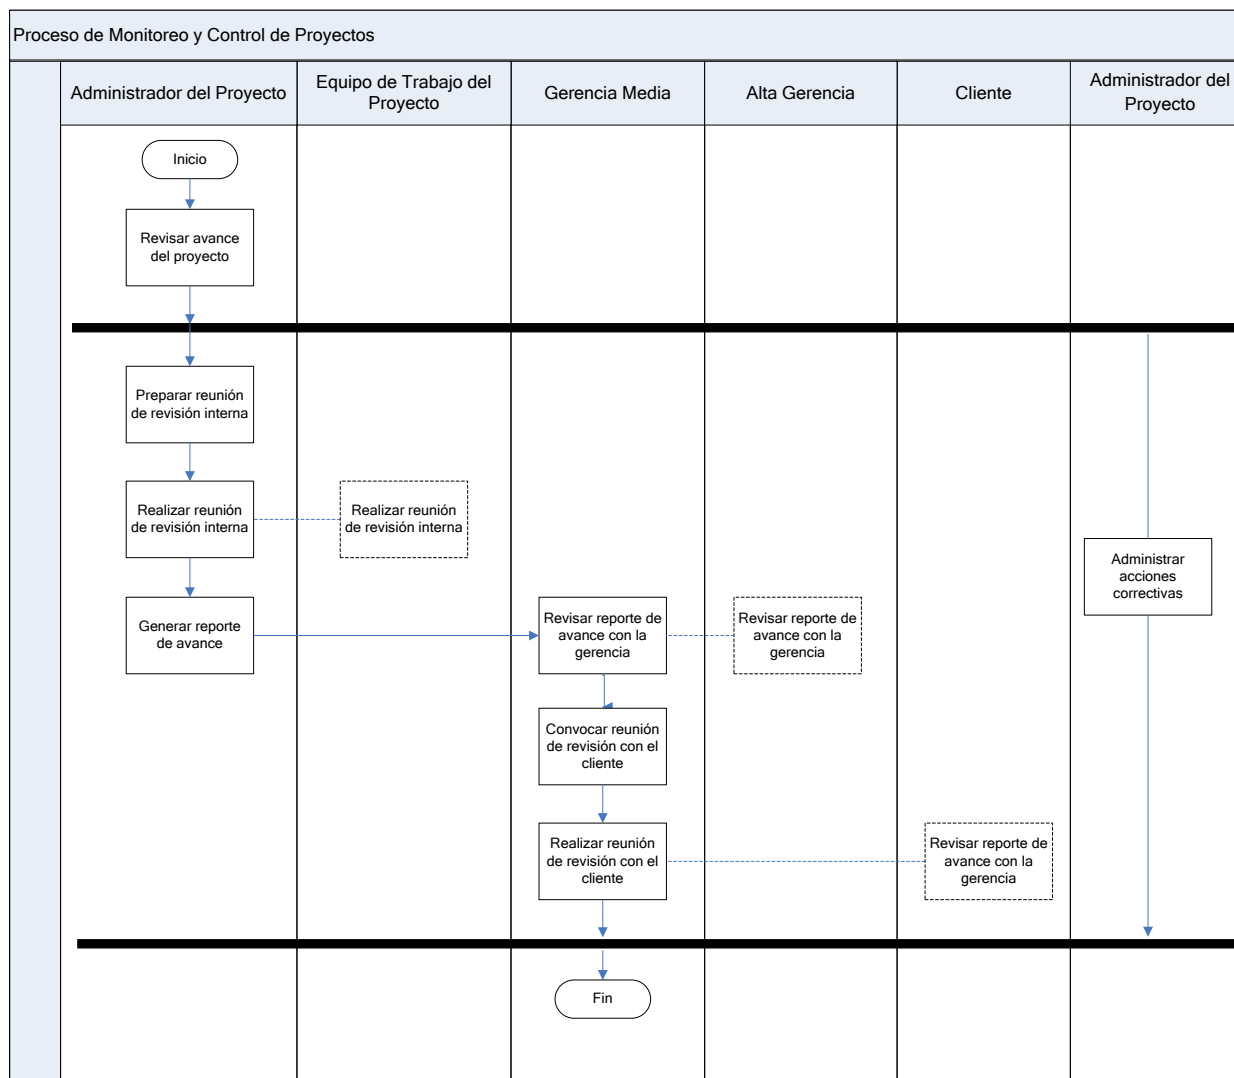 Proceso de Monitoreo y Control de Proyectos
Administrador del Proyecto
Equipo de Trabajo del
Proyecto
Gerencia Media
Alta Gerencia
Cliente
Administrador del
Proyecto
Inicio
Revisar avance
del proyecto
Preparar reunión
de revisión interna
Realizar reunión
de revisión interna
Realizar reunión
de revisión interna
Administrar
acciones
correctivas
Generar reporte
de avance
Revisar reporte de
avance con la
gerencia
Revisar reporte de
avance con la
gerencia
Convocar reunión
de revisión con el
cliente
Realizar reunión
de revisión con el
cliente
Revisar reporte de
avance con la
gerencia
Fin